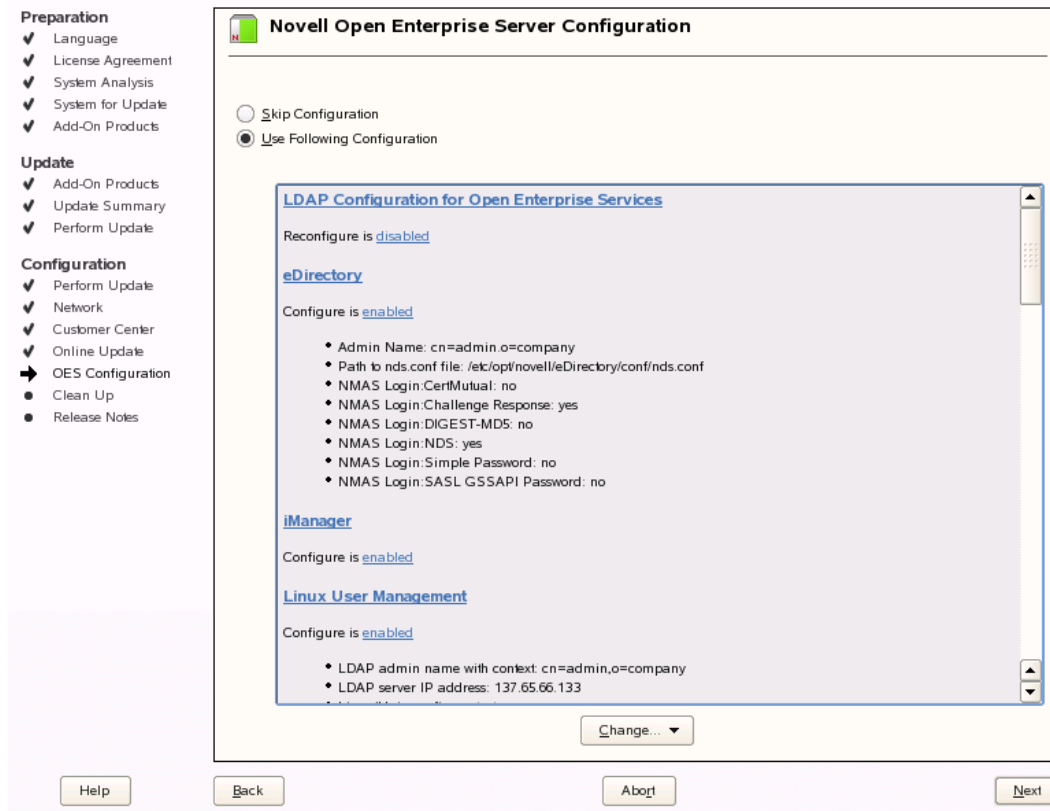 Preparation
Language
License Agreement
System Analysis
System for Update
Add-On Products
Update
Add-On Products
Update Summary
Perform Update
Configuration
Perform Update
Network
Customer Center
Online Update
OES Configuration
Clean Up
Release Notes
N
Novell Open Enterprise Server Configuration
Skip Configuration
Use Following Configuration
LDAP Configuration for Open Enterprise Services
Reconfigure is disabled
eDirectory
Configure is enabled
Admin Name: cn=admin.o=company
Path to nds.conf file: /etc/opt/novell/eDirectory/conf/nds.conf
NMAS Login:CertMutual: no
NMAS Login:Challenge Response: yes
NMAS Login:DIGEST-MD5: no
NMAS Login:NDS: yes
NMAS Login:Simple Password: no
NMAS Login:SASL GSSAPI Password: no
iManager
Configure is enabled
Linux User Management
Configure is enabled
LDAP admin name with context: cn=admin,o=company
LDAP server IP address: 137.65.66.133
Change...
Help
Back
Abort
Next